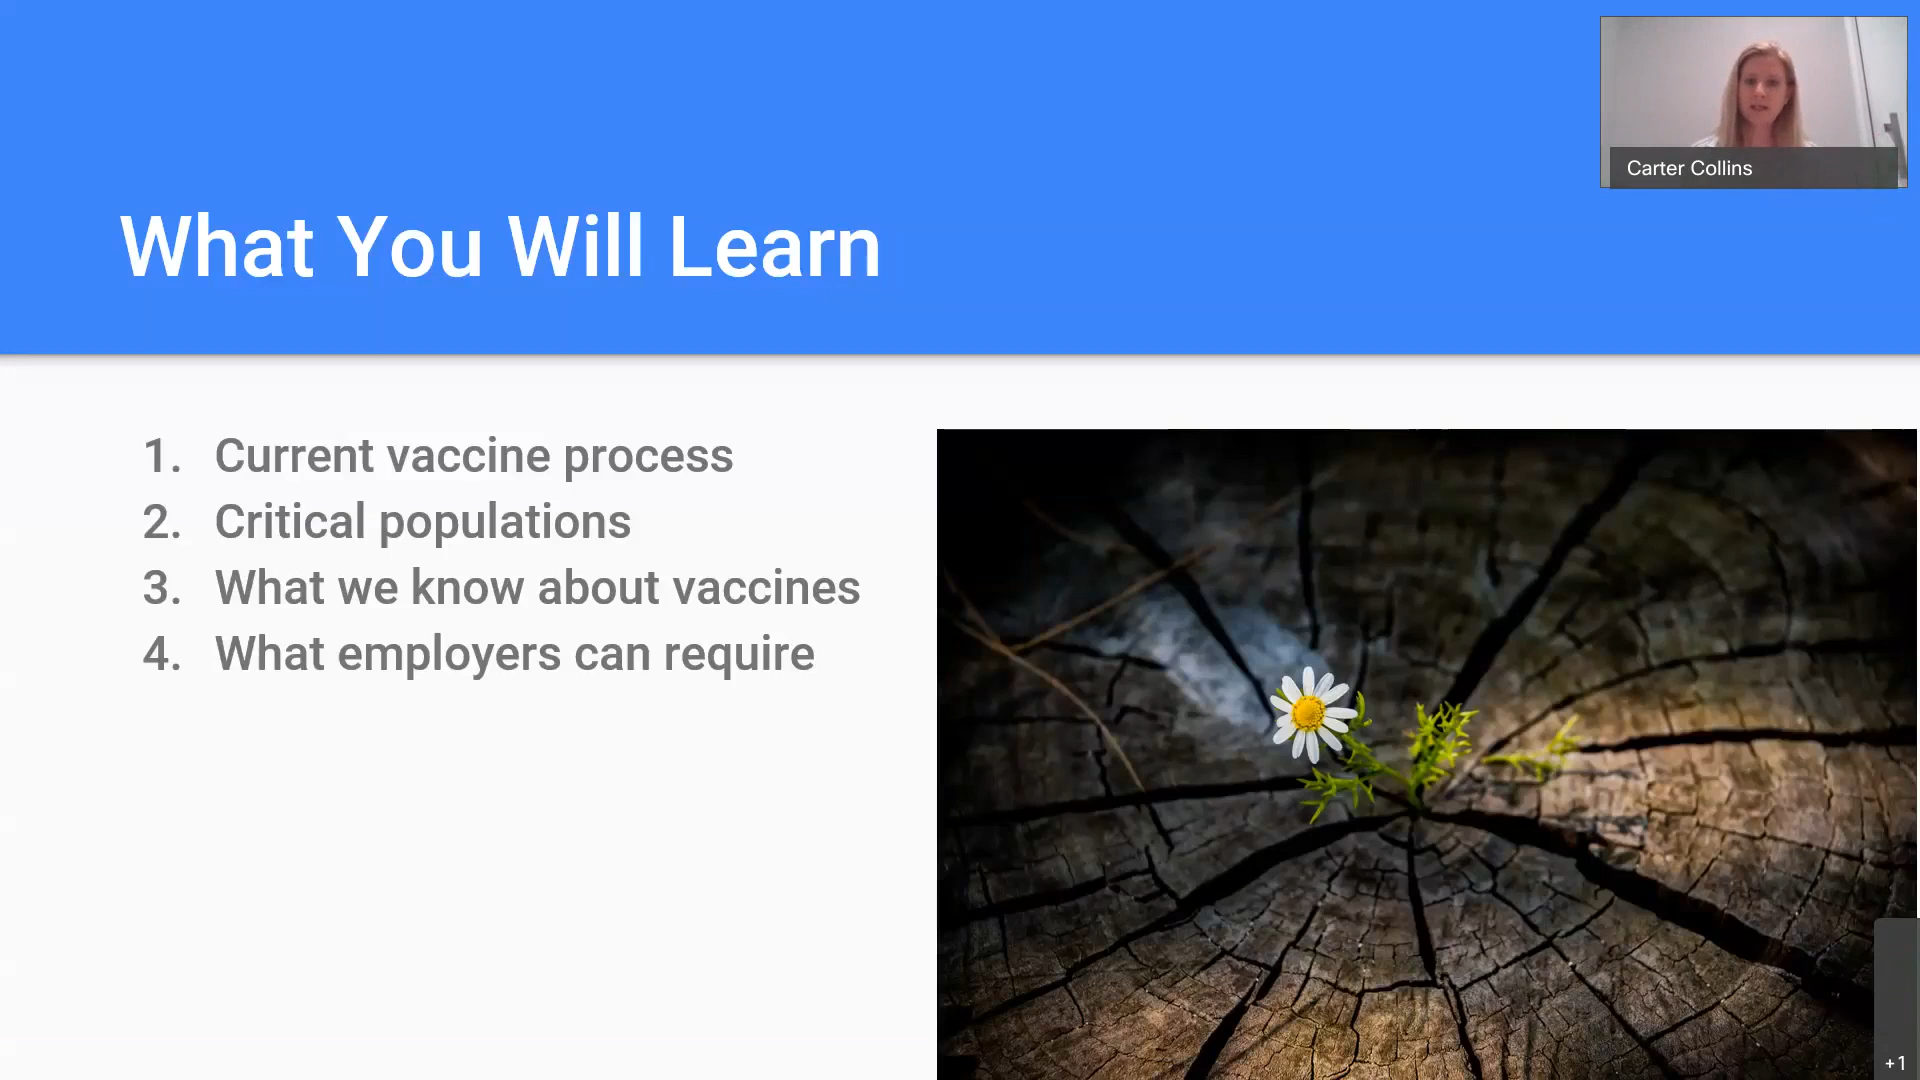 Carter Collins
What You Will Learn
1. Current vaccine process
2. Critical populations
3. What we know about vaccines
4. What employers can require
+1